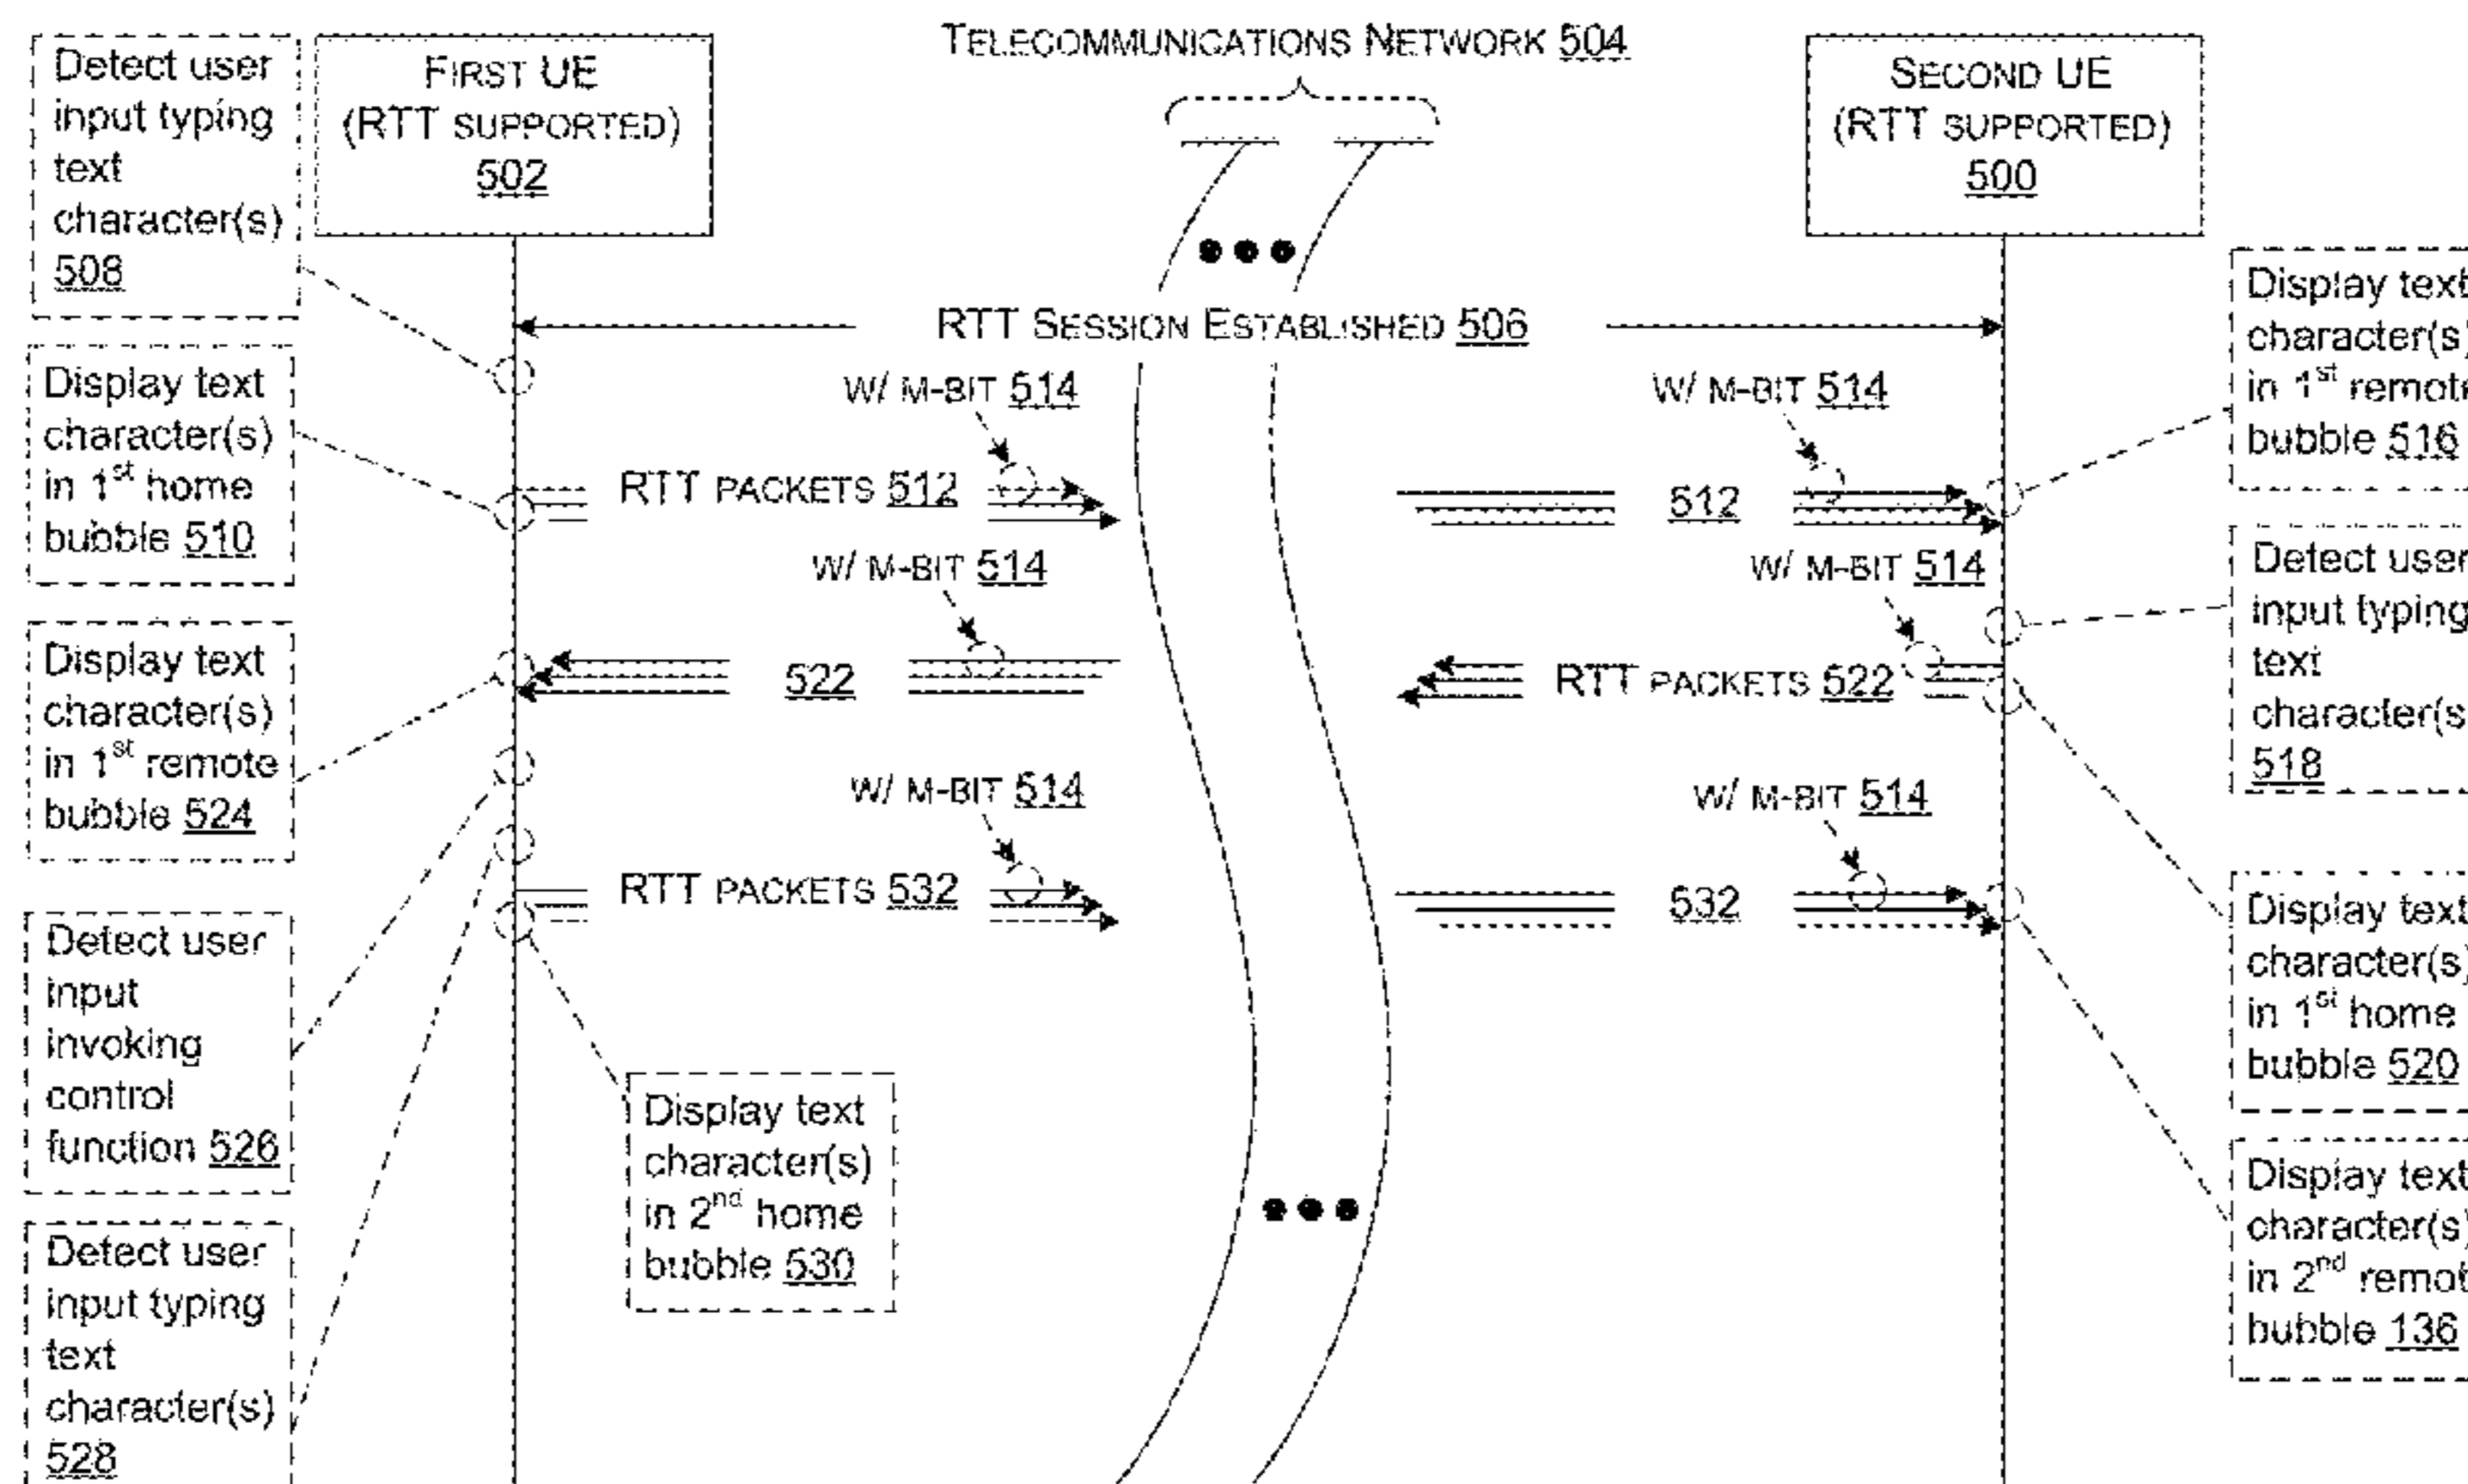 TELECOMMUNICATIONS NETWORK 504
Detect user
input typing
text
character(s)
508
FIRST UE
(RTT SUPPORTED)
502
SECOND UE
(RTT SUPPORTED)
500
RTT SESSION ESTABLISHED 506
Display text
character(s)
in 1st home
bubble 510
W/ M-BIT 514
W/ M-BIT 514
RTT PACKETS 512
512
Display text
character(s)
in 1st remote
bubble 516
W/ M-BIT 514
W/ M-BIT 514
522
RTT PACKETS 522
Detect user
input typing
text
character(s
518
Display text
character(s)
in 1st remote
bubble 524
W/ M-BIT 514
W/ M-BIT 514
RTT PACKETS 532
532
Display text
character(s)
in 1st home
bubble 520
Detect user
input
invoking
control
function 526
Display text
character(s)
in 2nd home
bubble 530
Display text
character(s)
in 2nd remot
bubble 136
Detect user
input typing
text
character(s)
528